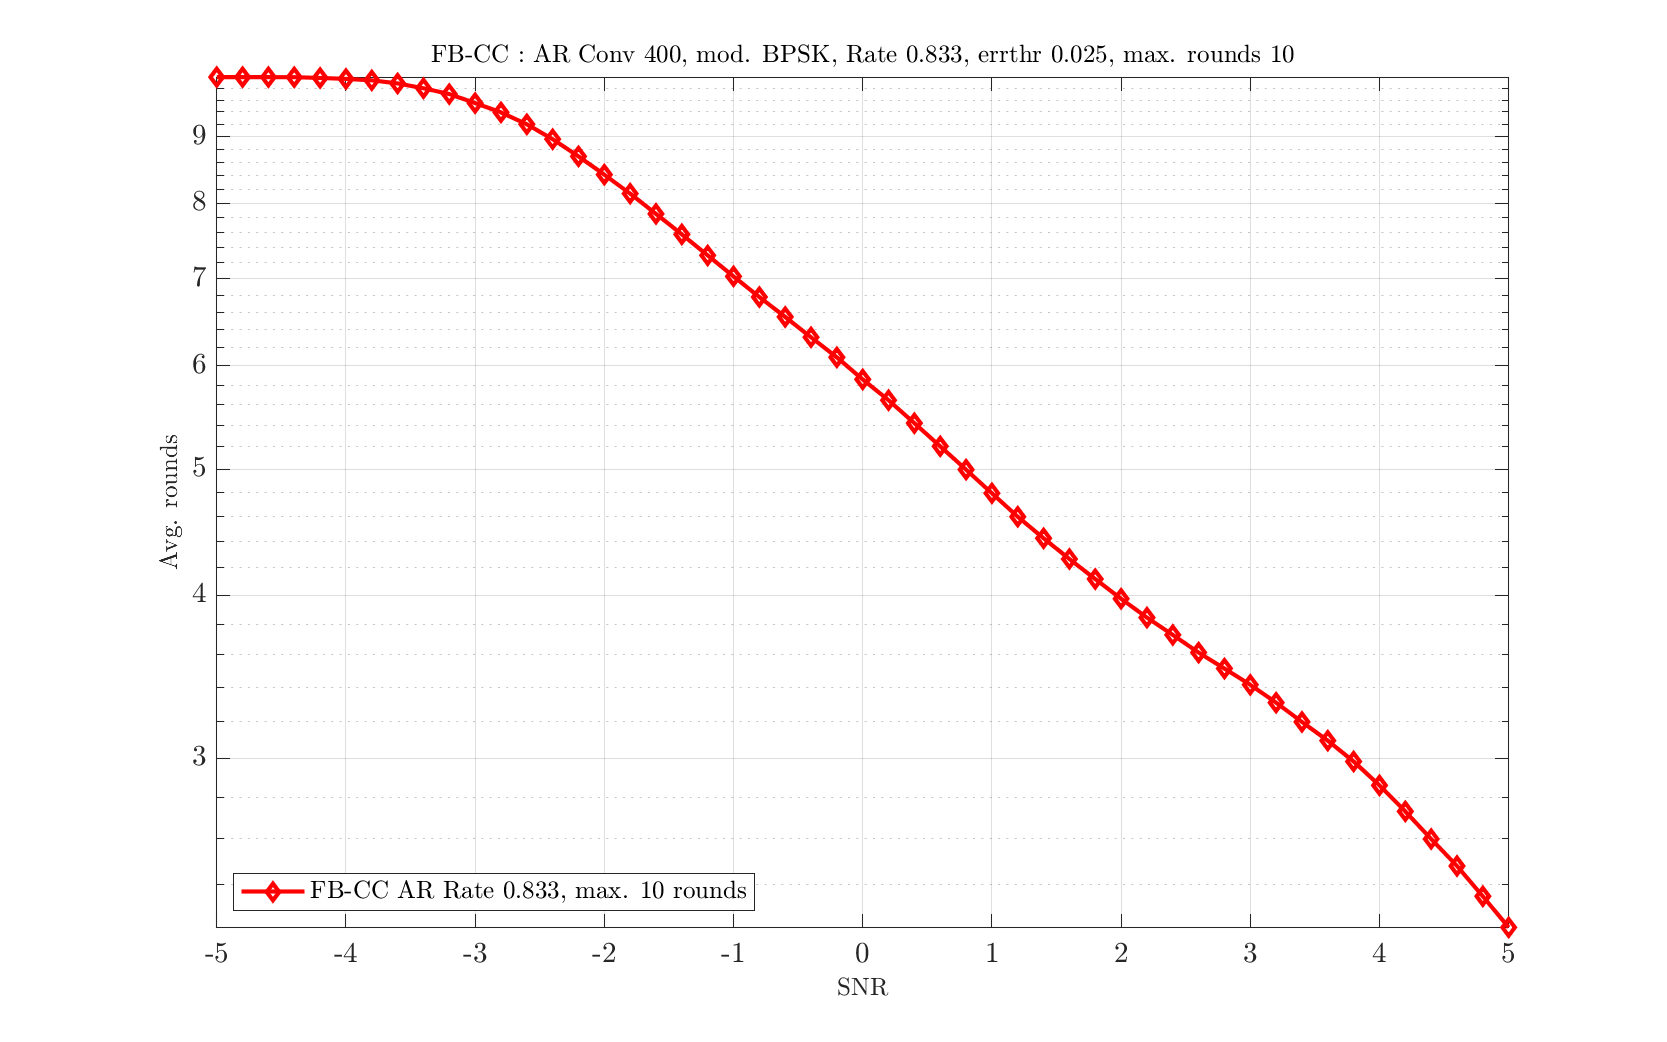 FB-CC : AR Conv 400, mod. BPSK, Rate 0.833, errthr 0.025, max. rounds 10
9
8
7
6
5
4
3
Avg. rounds
FB-CC AR Rate 0.833, max. 10 rounds
-5 -4 -3 -2 -1 0 1 2 3 4 5
SNR